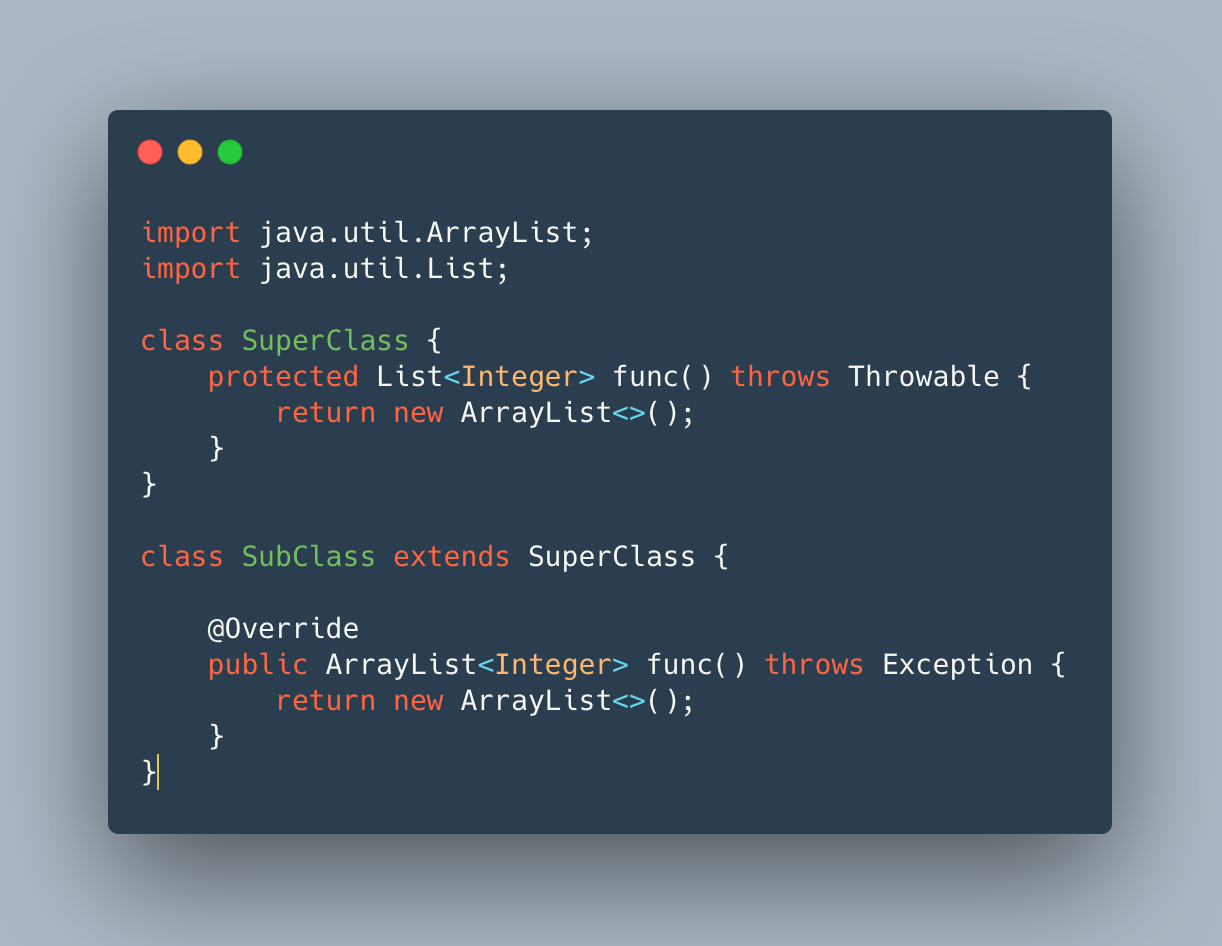 import java.util.ArrayList;
import java.util.List;

class SuperClass {
    protected List<Integer> func() throws Throwable {
        return new ArrayList<>();
    }
}

class SubClass extends SuperClass {

    @Override
    public ArrayList<Integer> func() throws Exception {
        return new ArrayList<>();
    }
}